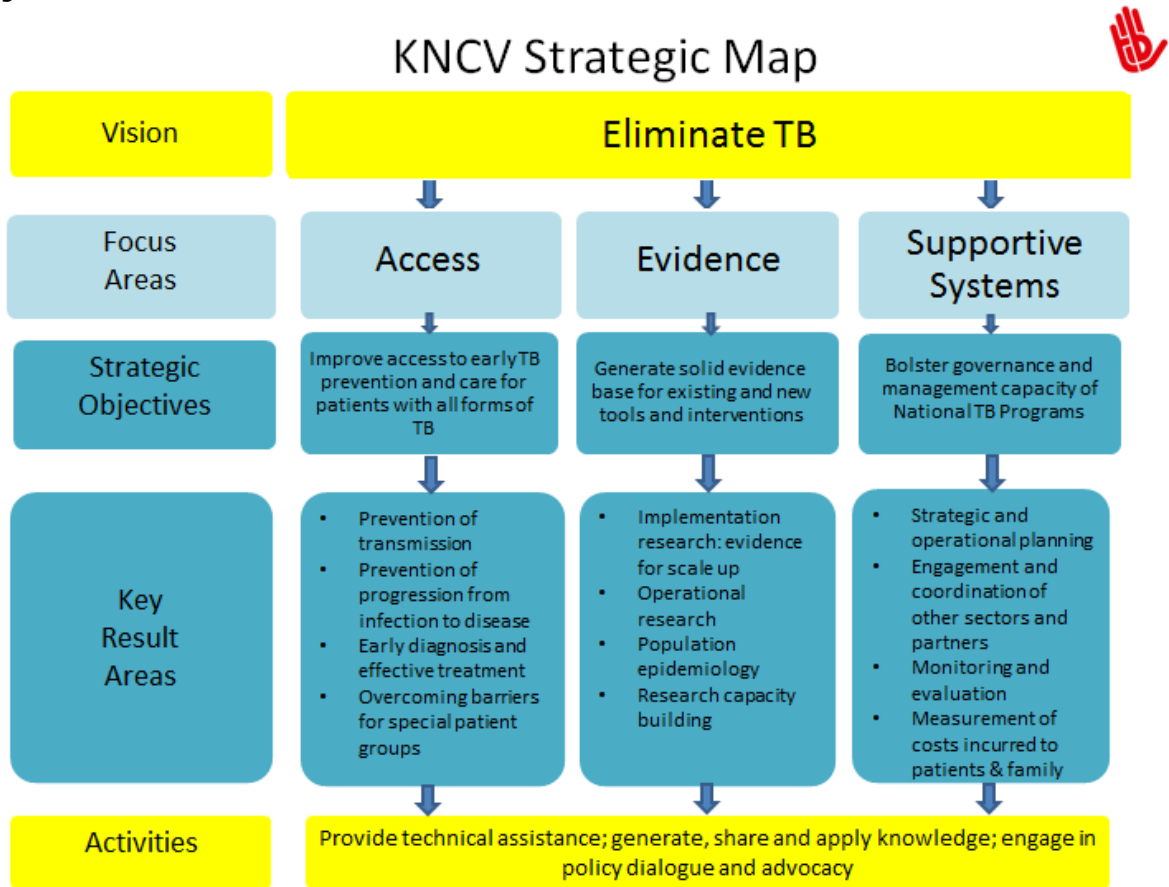 KNCV Strategic Map
Vision
Eliminate TB
Focus
Areas
Access
Evidence
Supportive
Systems
Strategic
Objectives
Improve access to early TB
prevention and care for
patients with all forms of
TB
Generate solid evidence
base for existing and new
tools and interventions
Bolster governance and
management capacity of
National TB Programs
Key
Result
Areas
• Prevention of
transmission
• Prevention of
progression from
infection to disease
• Early diagnosis and
effective treatment
• Overcoming barriers
for special patient
groups
• Implementation
research: evidence
for scale up
• Operational
research
• Population
epidemiology
• Research capacity
building
• Strategic and
operational planning
• Engagement and
coordination of
other sectors and
partners
• Monitoring and
evaluation
• Measurement of
costs incurred to
patients & family
Activities
Provide technical assistance; generate, share and apply knowledge; engage in
policy dialogue and advocacy